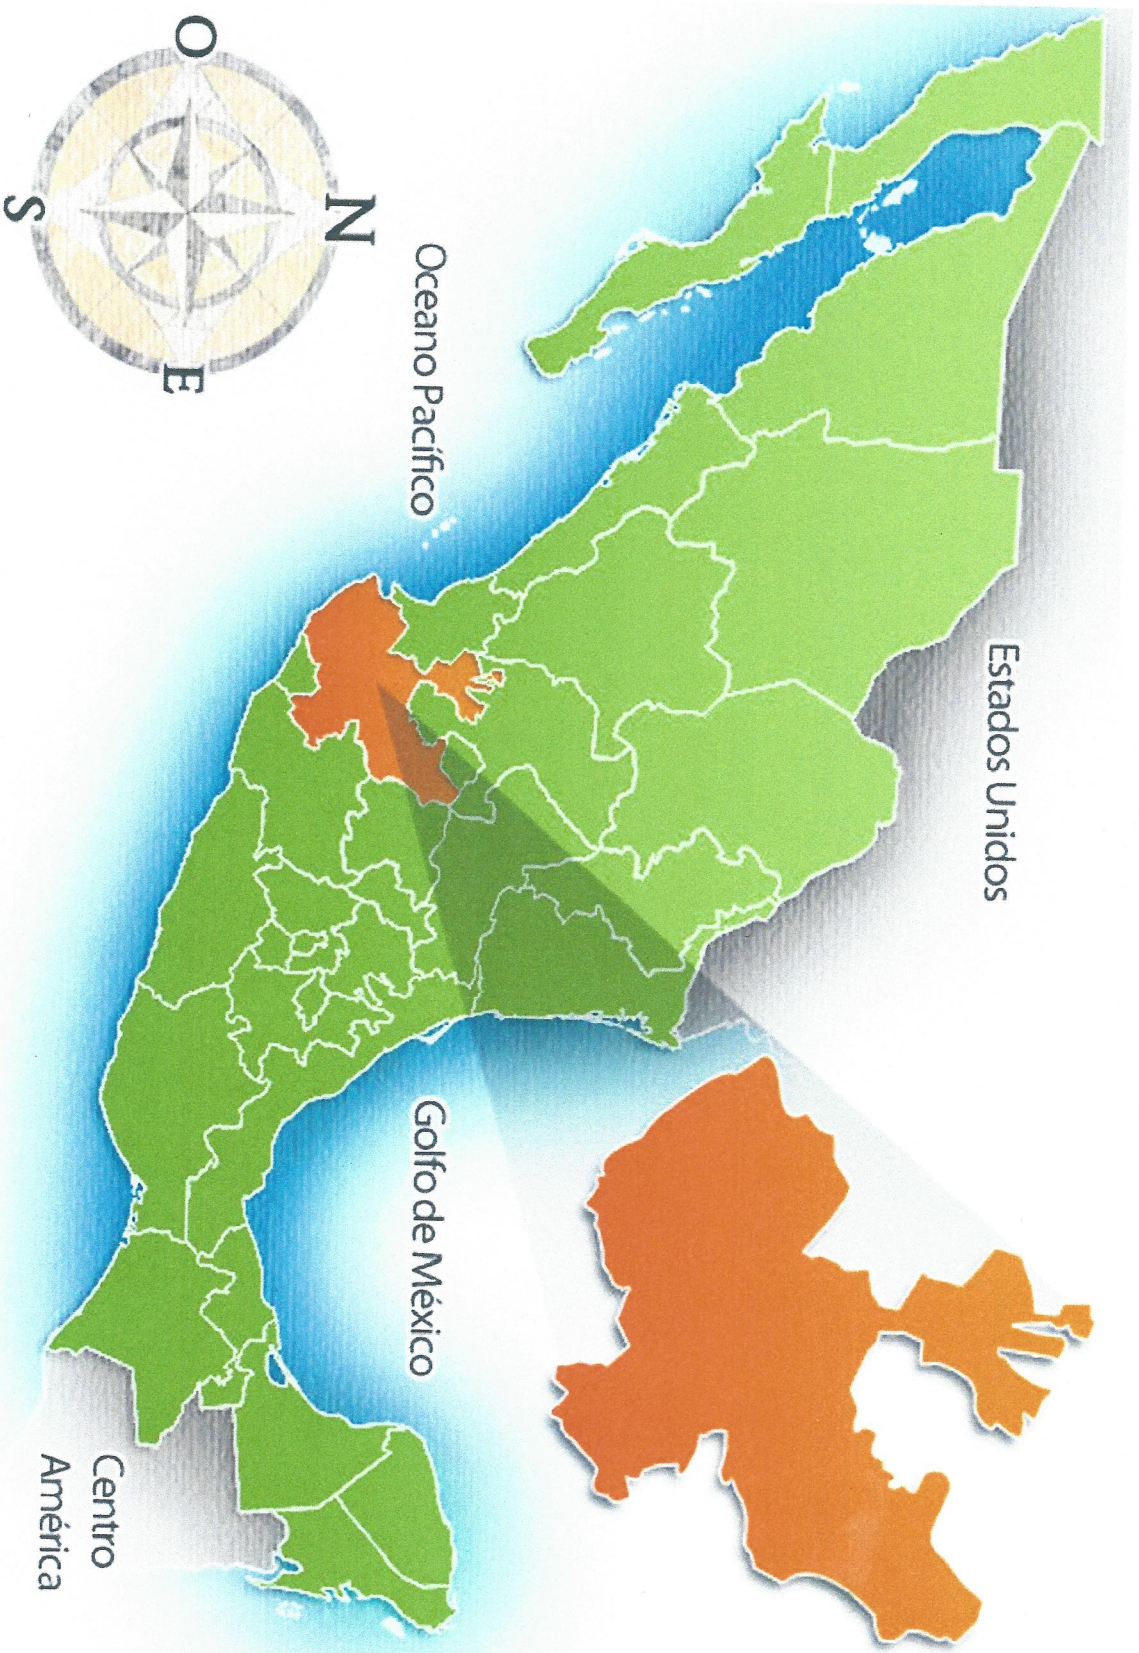 Estados Unidos
Oceano Pacífico
Golfo de México
N
O
E
S
Centro
América